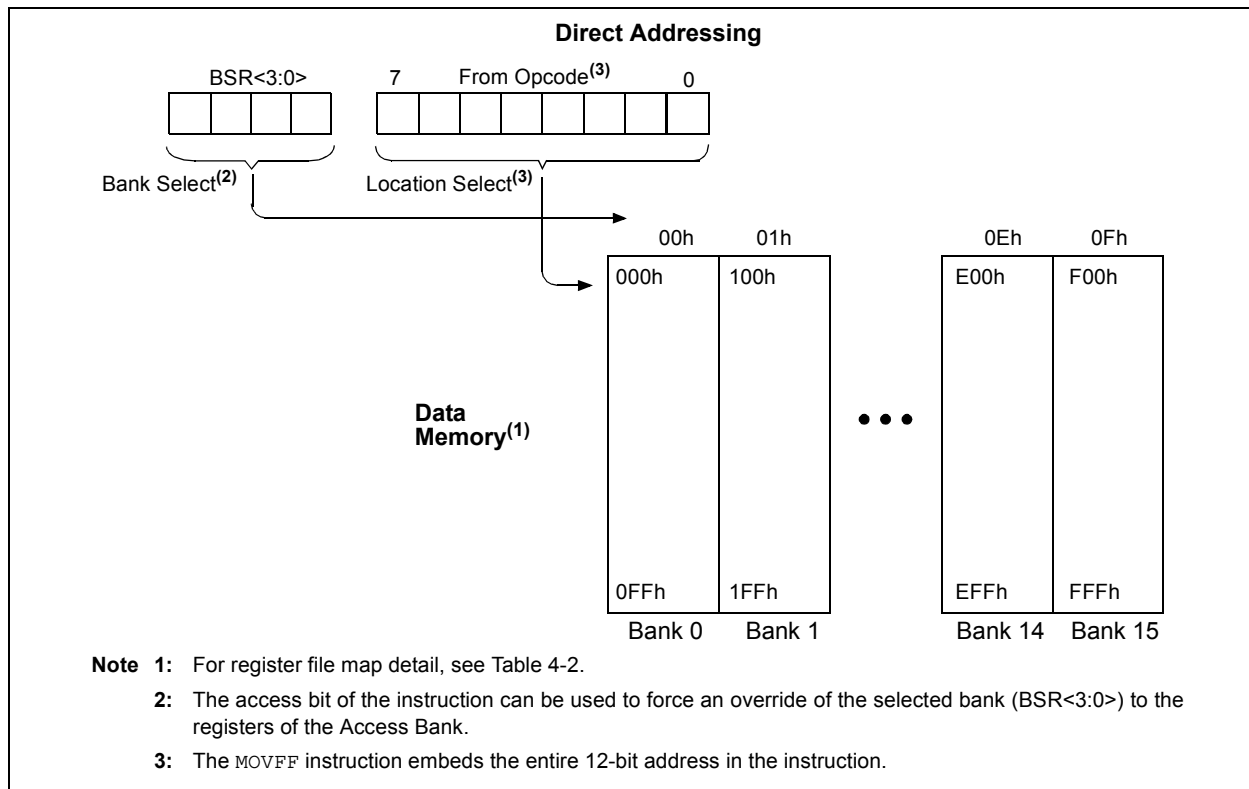 Direct Addressing
BSR<3:0>
7 From Opcode(3) 0
Bank Select(2)
Location Select(3)
00h 01h 0Eh 0Fh
000h 100h E00h F00h
Data
Memory(1)
0FFh 1FFh EFFh FFFh
Bank 0 Bank 1 Bank 14 Bank 15
Note 1: For register file map detail, see Table 4-2.
2: The access bit of the instruction can be used to force an override of the selected bank (BSR<3:0>) to the
registers of the Access Bank.
3: The MOVFF instruction embeds the entire 12-bit address in the instruction.